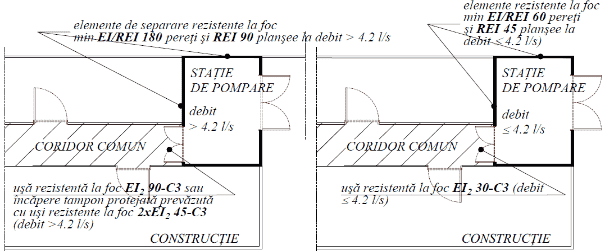 elemente de separare rezistente la foc
min EI/REI 180 pereți și REI 90 planșee la debit > 4.2 l/s
STAȚIE
DE POMPARE
debit
> 4.2 l/s
CORIDOR COMUN
ușă rezistentă la foc EI2 90-C3 sau
încăpere tampon protejată prevăzută
cu uși rezistente la foc 2xEI2 45-C3
(debit >4.2 l/s)
CONSTRUCȚIE
elemente rezistente la foc
min EI/REI 60 pereți
și REI 45 planșee la
debit ≤ 4.2 l/s)
STAȚIE
DE POMPARE
debit
≤ 4.2 l/s
CORIDOR COMUN
ușă rezistentă la foc EI2 30-C3 (debit
≤ 4.2 l/s)
CONSTRUCȚIE